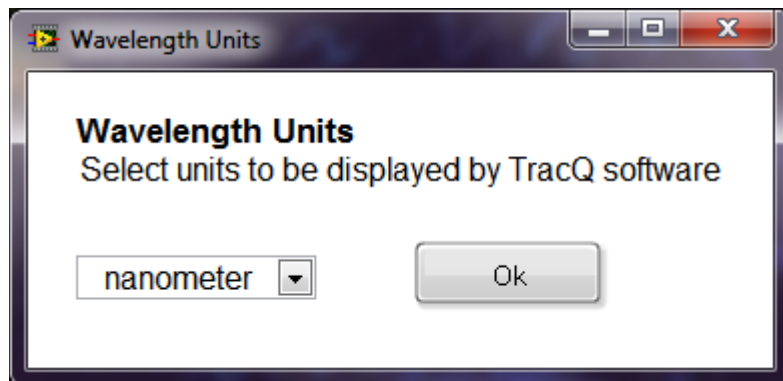 Wavelength Units
Wavelength Units
Select units to be displayed by TracQ software
nanometer
Ok